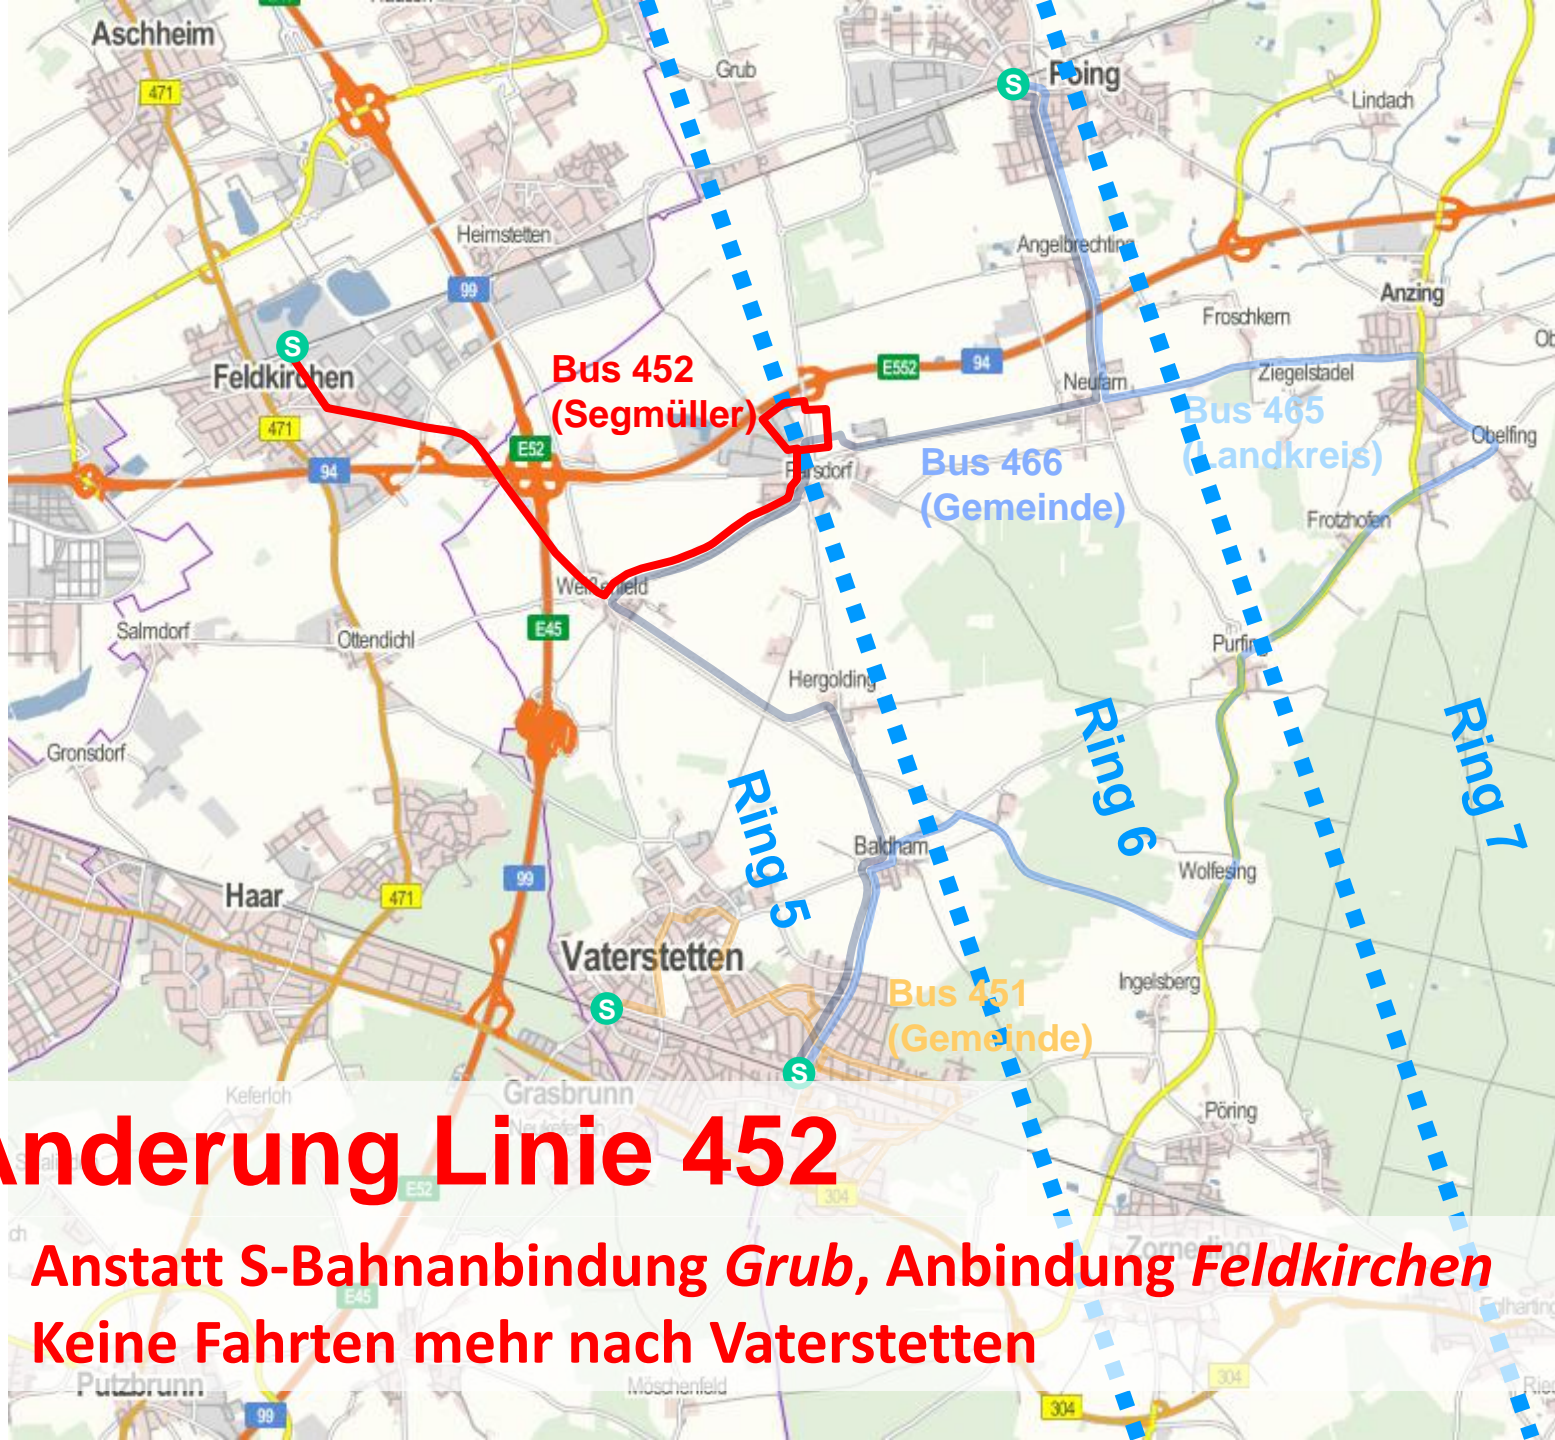 Aschheim
471
Grub
Poing
S
Lindach
Heimstetten
99
Angelbrechting
Anzing
Froschkern
S
Feldkirchen
Bus 452
(Segmüller)
E552
94
Neufarn
Ziegelstadel
Bus 465
(Landkreis)
471
E52
94
Parsdorf
Bus 466
(Gemeinde)
Obelfing
Frotzhofen
Weißenfeld
Salmdorf
Ottendichl
E45
Purfing
Hergolding
Gronsdorf
Ring 5
Ring 6
Ring 7
Baldham
Wolfesing
Haar
471
99
Vaterstetten
S
Ingelsberg
Bus 451
(Gemeinde)
S
Keferloh
Grasbrunn
Neukeferloh
Pöring
Änderung Linie 452
E52
304
Zorneding
Anstatt S-Bahnanbindung Grub, Anbindung Feldkirchen
E45
Keine Fahrten mehr nach Vaterstetten
Putzbrunn
Möschenfeld
304
99
304